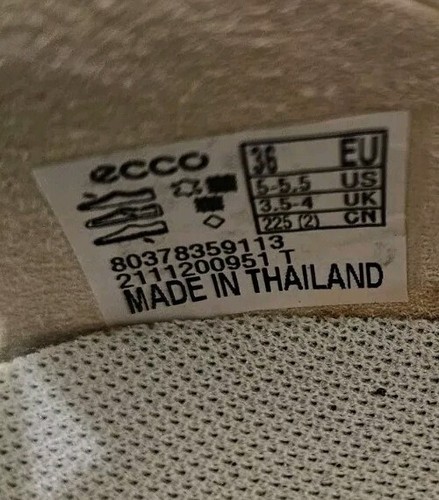 ecco
36 EU
5-5.5 US
3.5-4 UK
225 (2) CN
80378359113
2111200951 T
MADE IN THAILAND